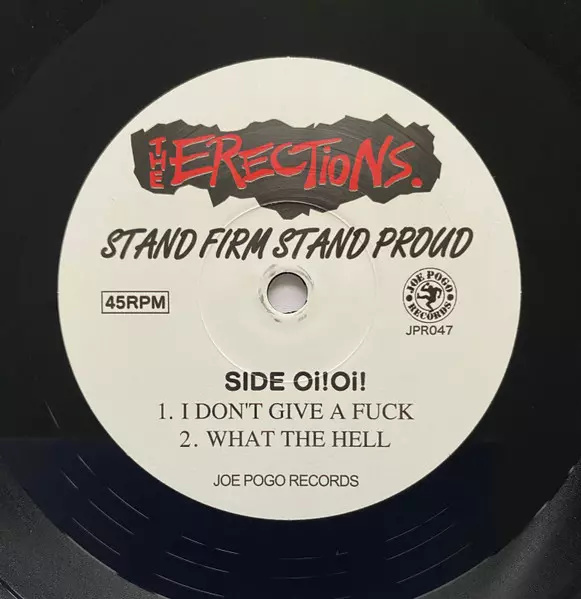 THE ERECTiONS.
STAND FIRM STAND PROUD
45RPM
JOE POGO RECORDS
JPR047
SIDE Oi!Oi!
1. I DON'T GIVE A FUCK
2. WHAT THE HELL
JOE POGO RECORDS